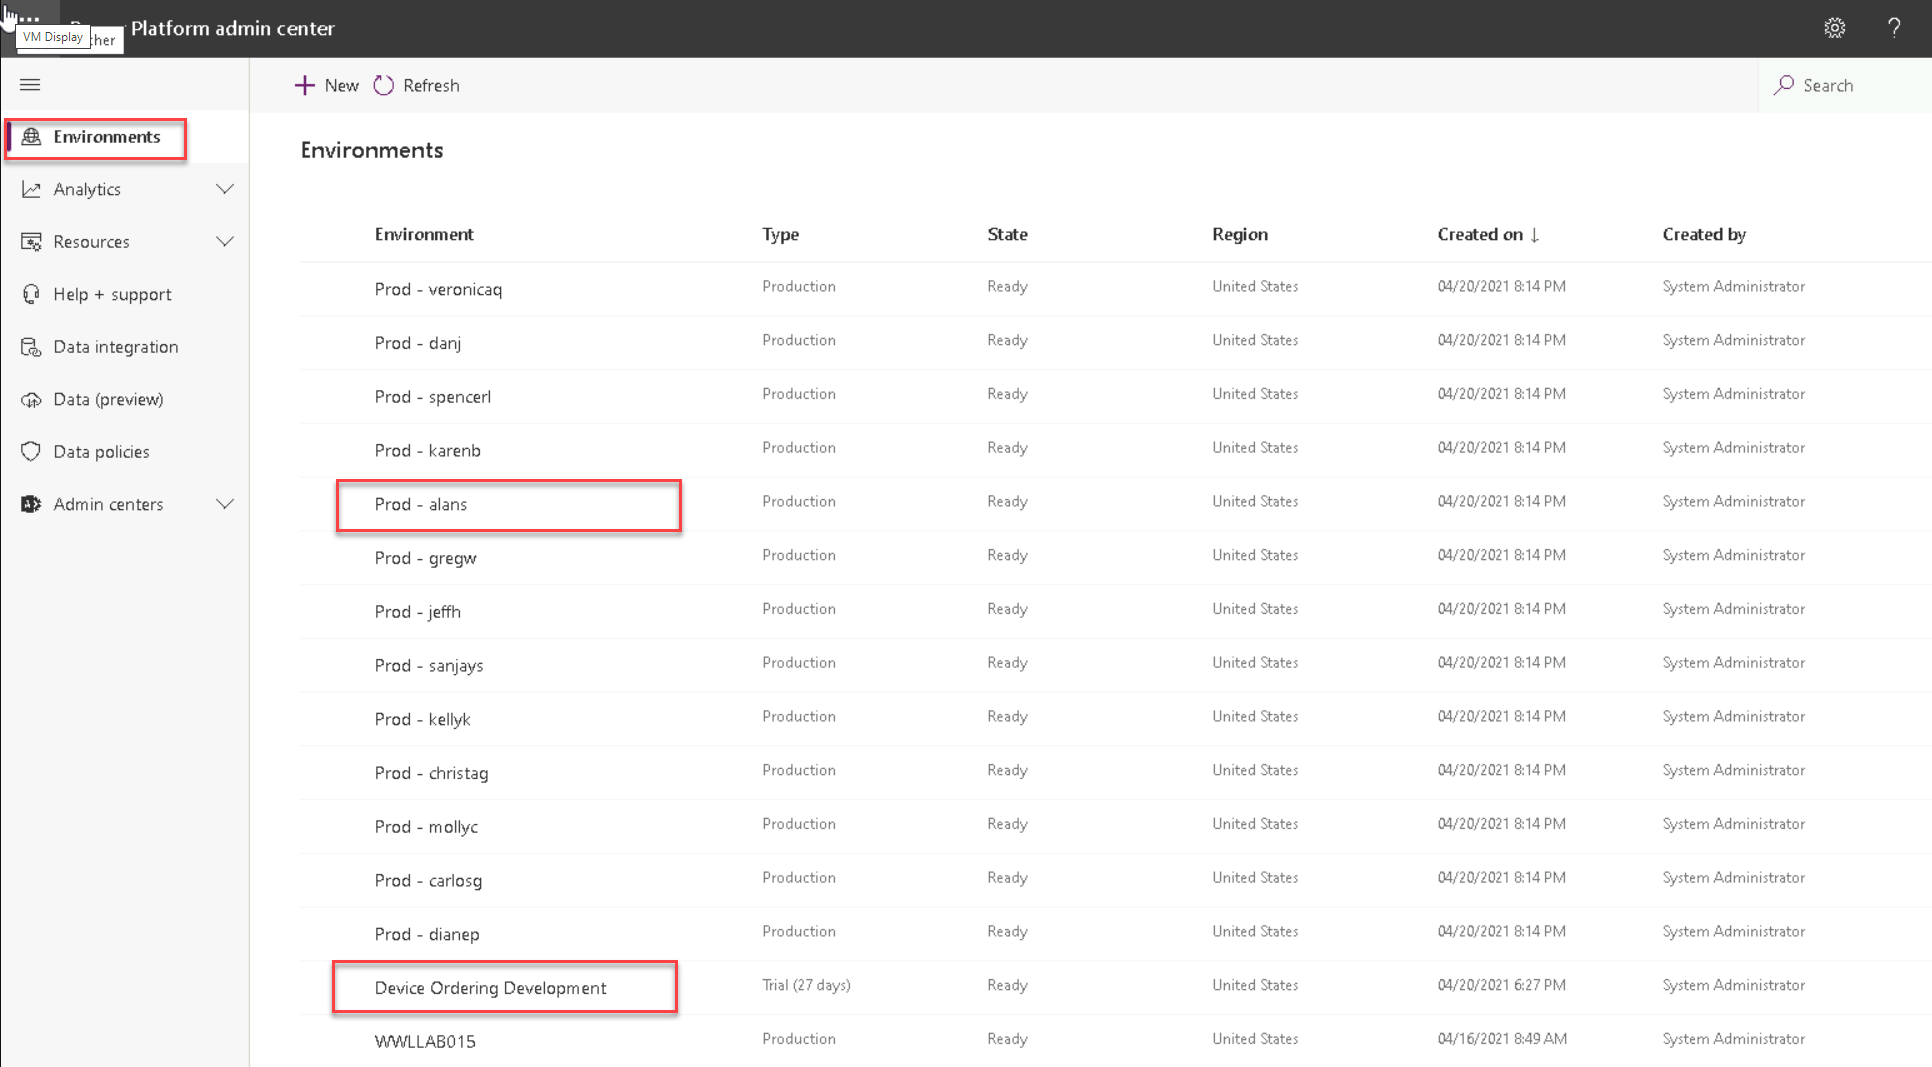 Platform admin center
VM Display
cher
New
Refresh
Search
Environments
Analytics
Resources
Help + support
Data integration
Data (preview)
Data policies
Admin centers
Environments
Environment Type State Region Created on ↓ Created by
Prod - veronicaq Production Ready United States 04/20/2021 8:14 PM System Administrator
Prod - danj Production Ready United States 04/20/2021 8:14 PM System Administrator
Prod - spencerl Production Ready United States 04/20/2021 8:14 PM System Administrator
Prod - karenb Production Ready United States 04/20/2021 8:14 PM System Administrator
Prod - alans Production Ready United States 04/20/2021 8:14 PM System Administrator
Prod - gregw Production Ready United States 04/20/2021 8:14 PM System Administrator
Prod - jeffh Production Ready United States 04/20/2021 8:14 PM System Administrator
Prod - sanjays Production Ready United States 04/20/2021 8:14 PM System Administrator
Prod - kellyk Production Ready United States 04/20/2021 8:14 PM System Administrator
Prod - christag Production Ready United States 04/20/2021 8:14 PM System Administrator
Prod - mollyc Production Ready United States 04/20/2021 8:14 PM System Administrator
Prod - carlosg Production Ready United States 04/20/2021 8:14 PM System Administrator
Prod - dianep Production Ready United States 04/20/2021 8:14 PM System Administrator
Device Ordering Development Trial (27 days) Ready United States 04/20/2021 6:27 PM System Administrator
WWLLAB015 Production Ready United States 04/16/2021 8:49 AM System Administrator